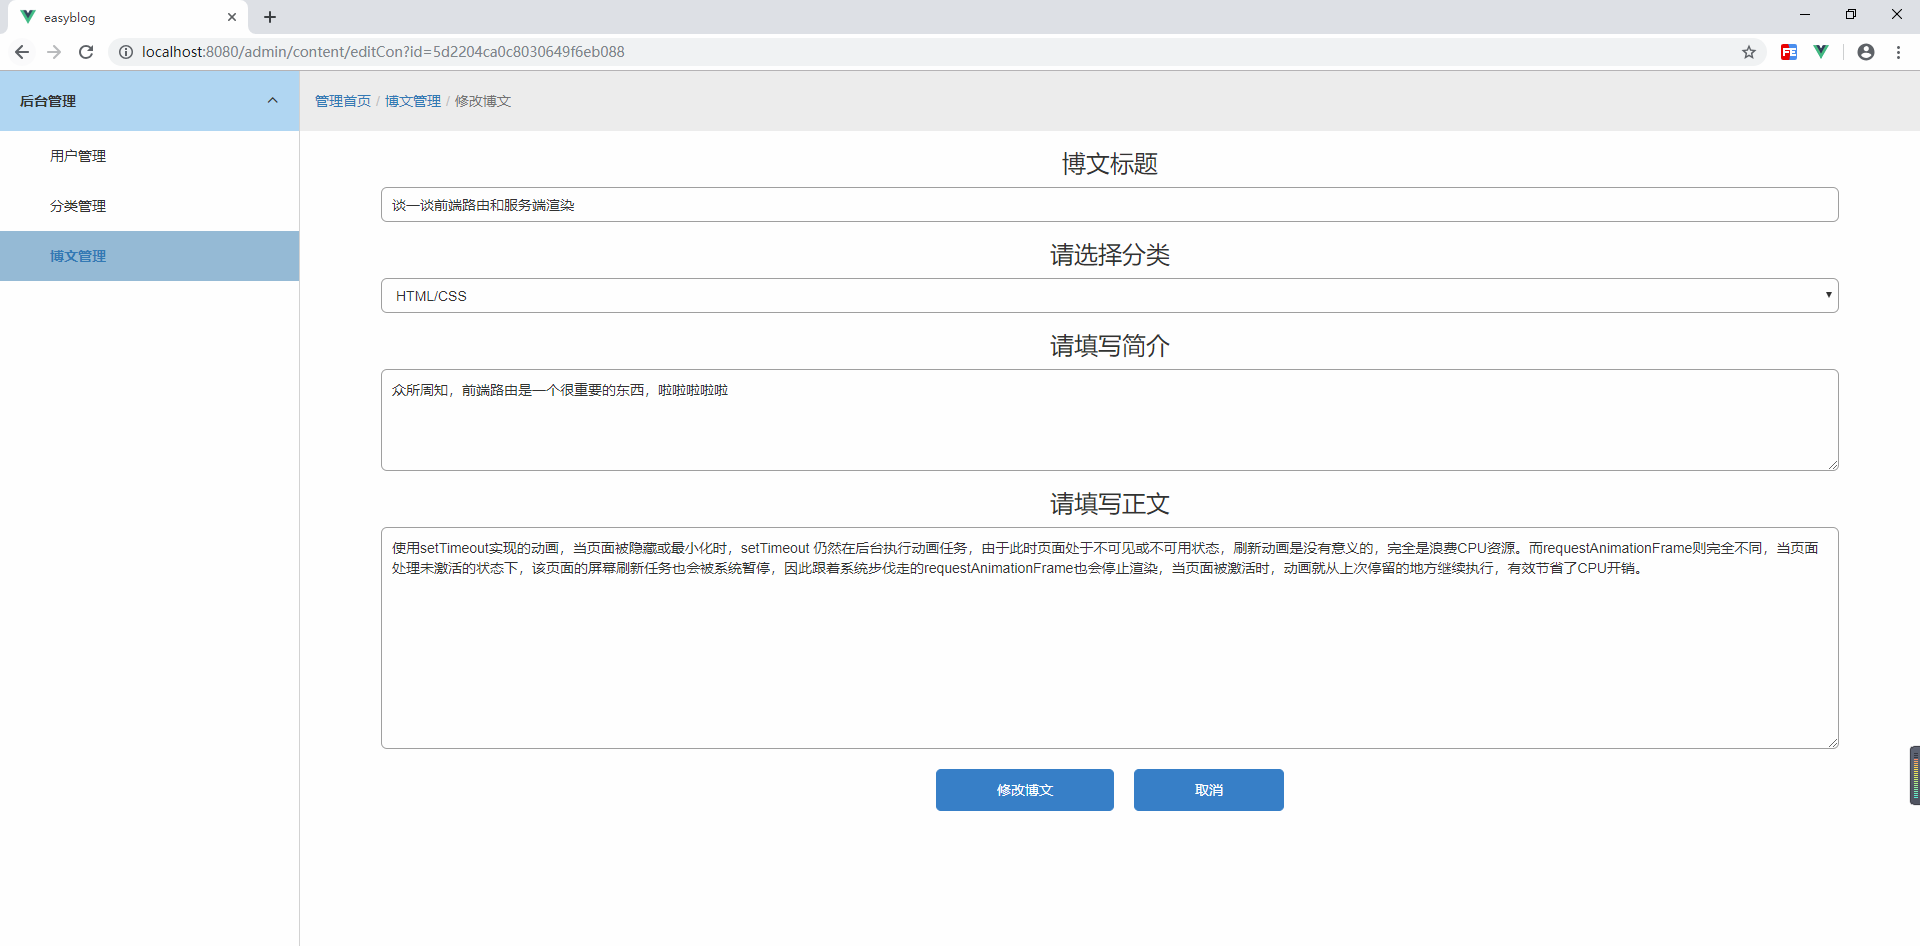 easyblog
localhost:8080/admin/content/editCon?id=5d2204ca0c8030649f6eb088
FE
后台管理
管理首页 / 博文管理 / 修改博文
用户管理
分类管理
博文管理
博文标题
谈一谈前端路由和服务端渲染
请选择分类
HTML/CSS
请填写简介
众所周知，前端路由是一个很重要的东西，啦啦啦啦啦
请填写正文
使用setTimeout实现的动画，当页面被隐藏或最小化时，setTimeout 仍然在后台执行动画任务，由于此时页面处于不可见或不可用状态，刷新动画是没有意义的，完全是浪费CPU资源。而requestAnimationFrame则完全不同，当页面
处理未激活的状态下，该页面的屏幕刷新任务也会被系统暂停，因此跟着系统步伐走的requestAnimationFrame也会停止渲染，当页面被激活时，动画就从上次停留的地方继续执行，有效节省了CPU开销。
修改博文
取消